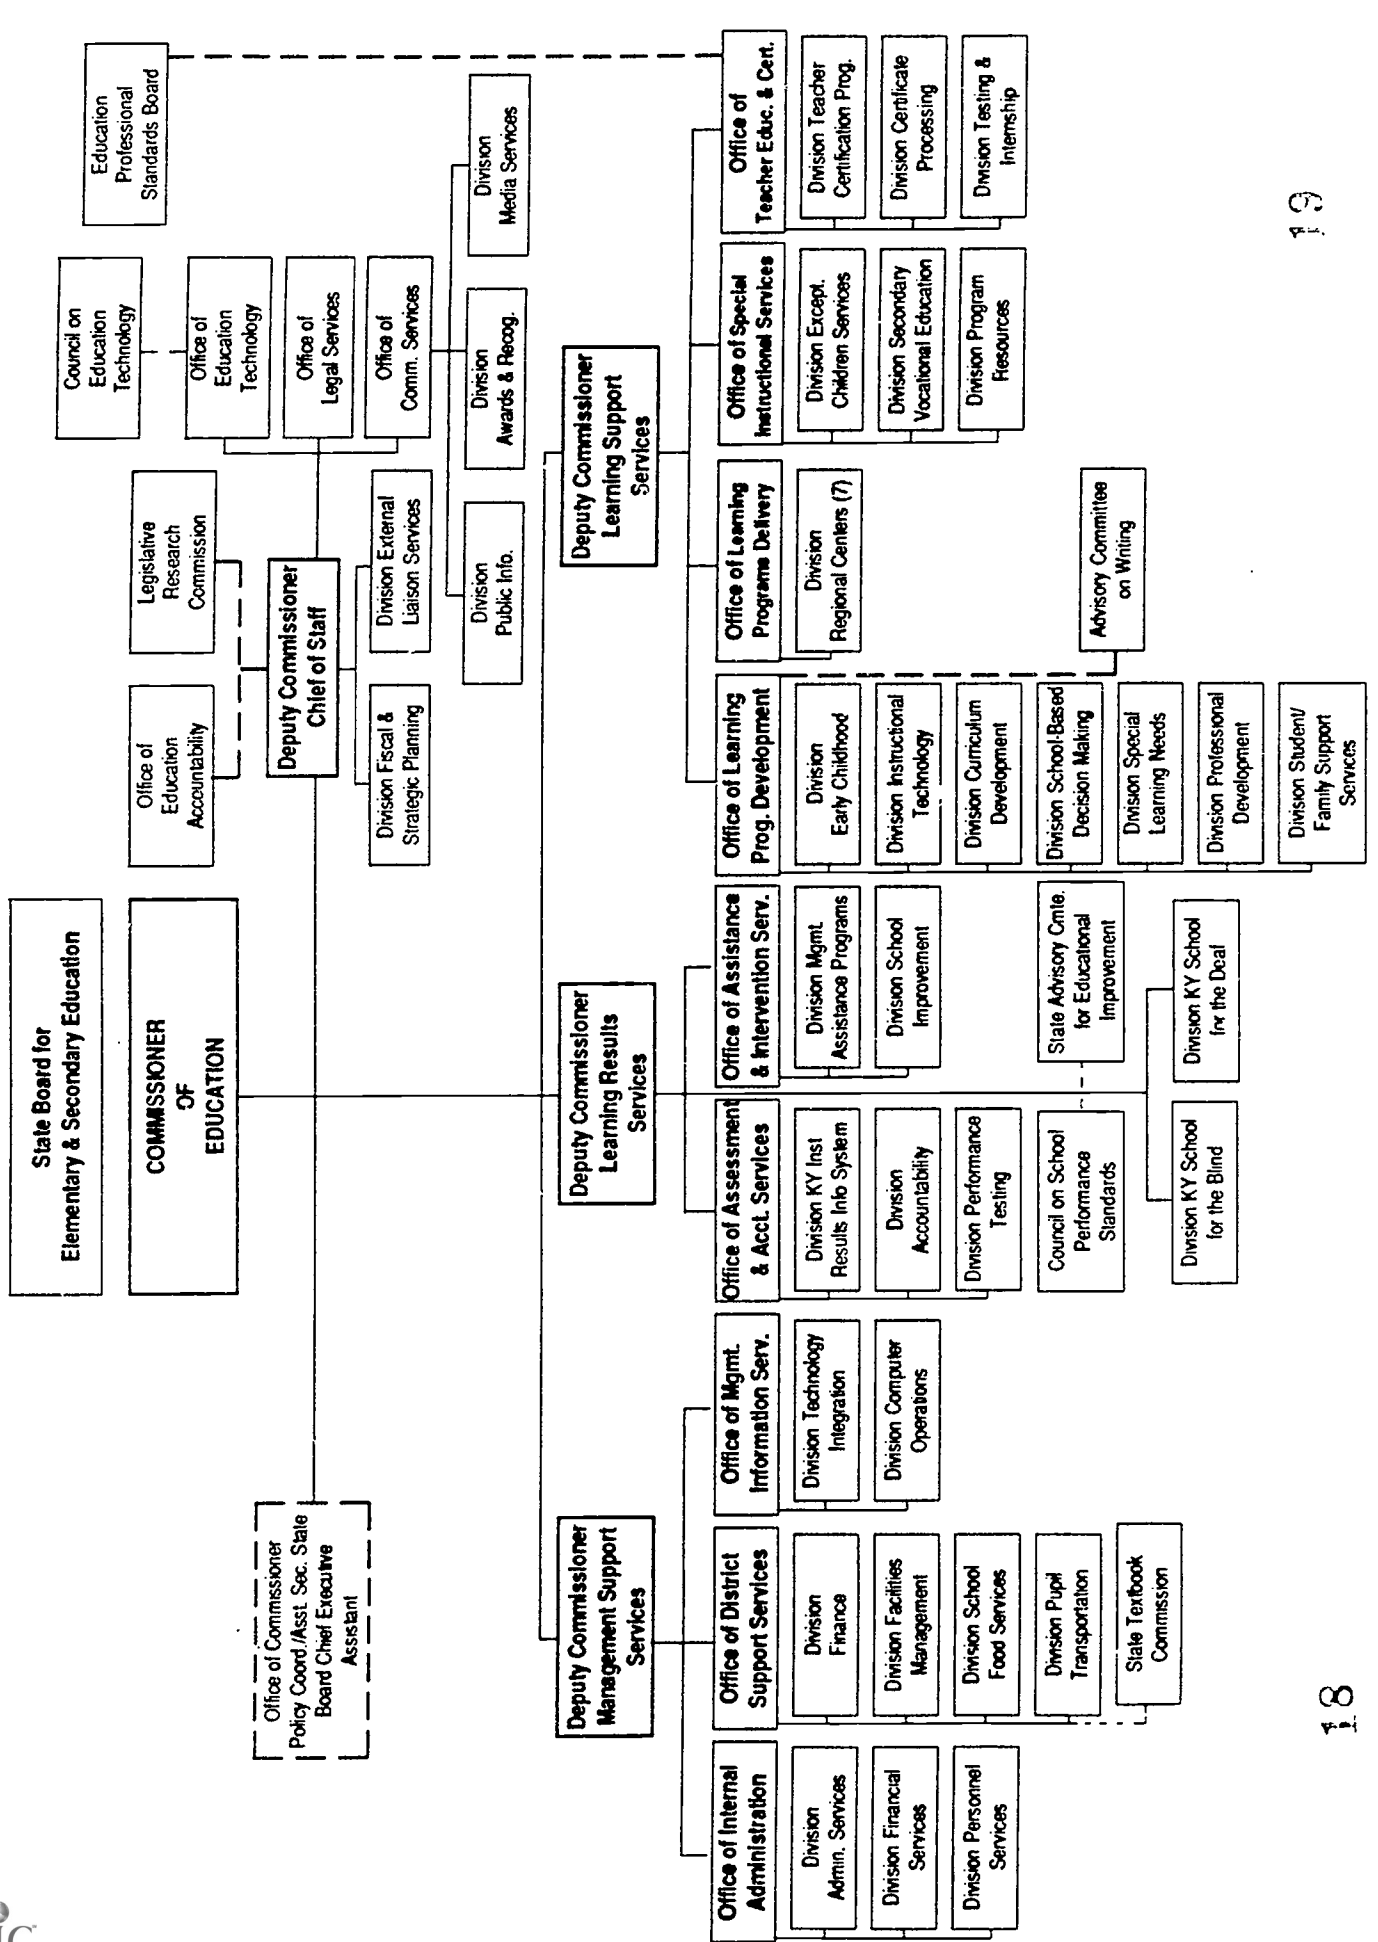 State Board for
Elementary & Secondary Education
COMMISSIONER
OF
EDUCATION
Office of Commissioner
Policy Coord./Asst. Sec. State
Board Chief Executive
Assistant
Office of
Education
Accountability
Legislative
Research
Commission
Deputy Commissioner
Chief of Staff
Division Fiscal &
Strategic Planning
Division External
Liaison Services
Council on
Education
Technology
Office of
Education
Technology
Office of
Legal Services
Office of
Comm. Services
Education
Professional
Standards Board
Division
Public Info.
Division
Awards & Recog.
Division
Media Services
Deputy Commissioner
Management Support
Services
Office of Internal
Administration
Division
Admin. Services
Division Financial
Services
Division Personnel
Services
Office of District
Support Services
Division
Finance
Division Facilities
Management
Division School
Food Services
Division Pupil
Transportation
State Textbook
Commission
Office of Mgmt.
Information Serv.
Division Technology
Integration
Division Computer
Operations
Deputy Commissioner
Learning Results
Services
Office of Assessment
& Acct. Services
Division KY Inst
Results Info System
Division
Accountability
Division Performance
Testing
Council on School
Performance
Standards
Office of Assistance
& Intervention Serv.
Division Mgmt.
Assistance Programs
Division School
Improvement
State Advisory Cmte.
for Educational
Improvement
Division KY School
for the Blind
Division KY School
for the Deaf
Deputy Commissioner
Learning Support
Services
Office of Learning
Prog. Development
Division
Early Childhood
Division Instructional
Technology
Division Curriculum
Development
Division School-Based
Decision Making
Division Special
Learning Needs
Division Professional
Development
Division Student/
Family Support
Services
Advisory Committee
on Writing
Office of Learning
Programs Delivery
Division
Regional Centers (7)
Office of Special
Instructional Services
Division Except.
Children Services
Division Secondary
Vocational Education
Division Program
Resources
Office of
Teacher Educ. & Cert.
Division Teacher
Certification Prog.
Division Certificate
Processing
Division Testing &
Internship
18
19